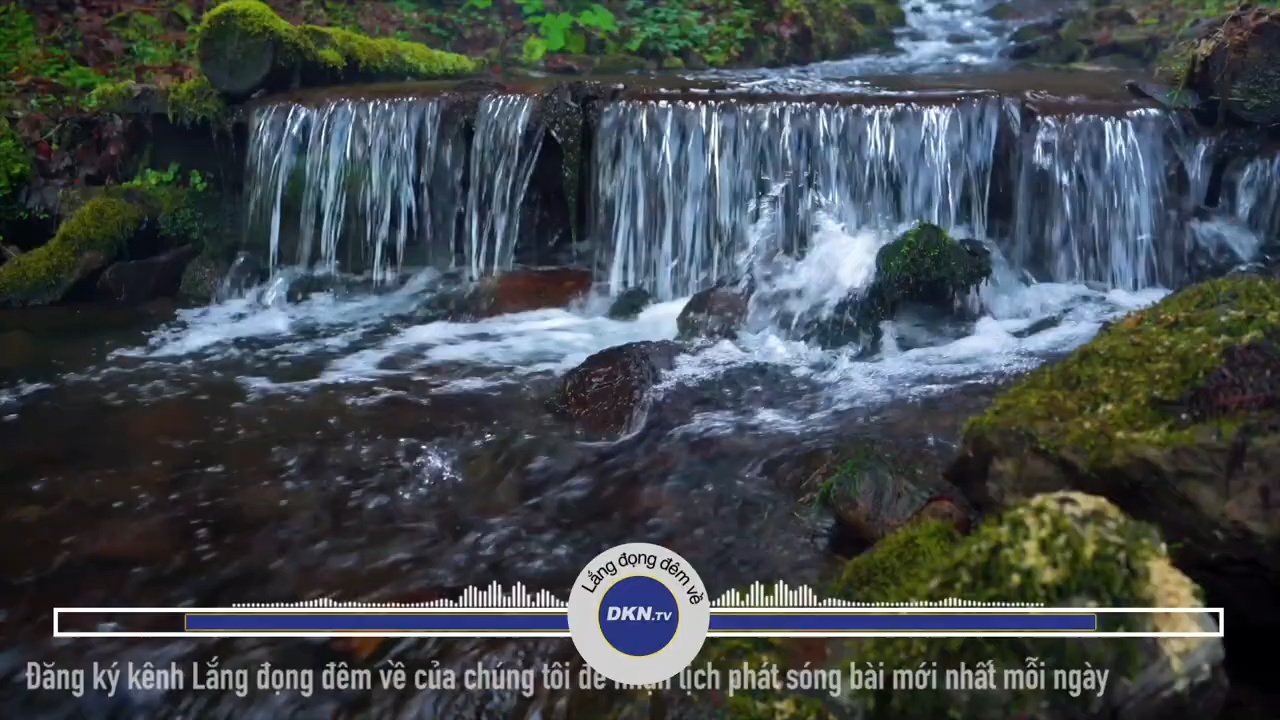 Lắng đọng đêm về
DKN.TV
Đăng ký kênh Lắng đọng đêm về của chúng tôi để nhận lịch phát sóng bài mới nhất mỗi ngày